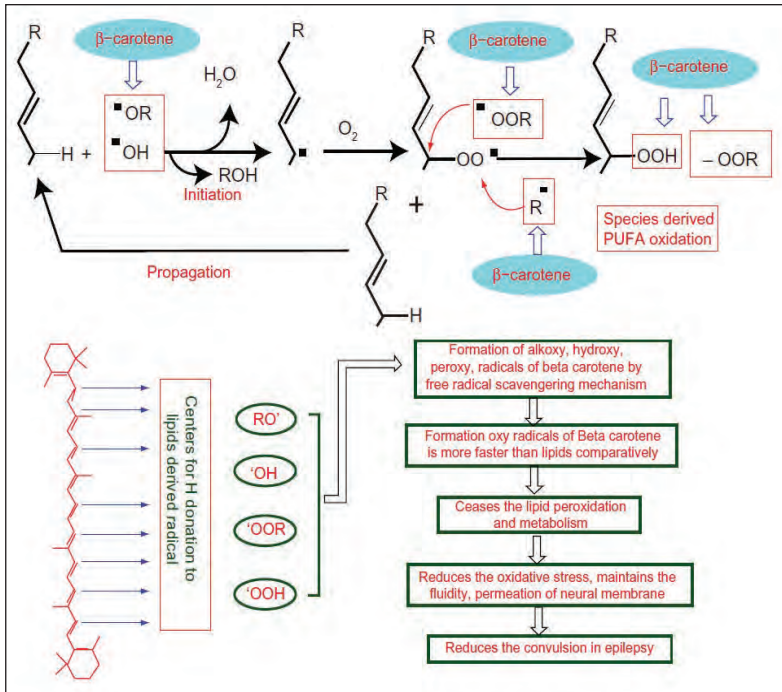 R
β-carotene
■OR
■OH
H
+
H₂O
ROH
Initiation
R
■
O₂
R
β-carotene
■OOR
OO ■
R■
β-carotene
+
R
H
Propagation
R
β-carotene
OOH
– OOR
Species derived
PUFA oxidation
Centers for H donation to
lipids derived radical
RO'
'OH
'OOR
'OOH
Formation of alkoxy, hydroxy,
peroxy, radicals of beta carotene by
free radical scavengering mechanism
Formation oxy radicals of Beta carotene
is more faster than lipids comparatively
Ceases the lipid peroxidation
and metabolism
Reduces the oxidative stress, maintains the
fluidity, permeation of neural membrane
Reduces the convulsion in epilepsy